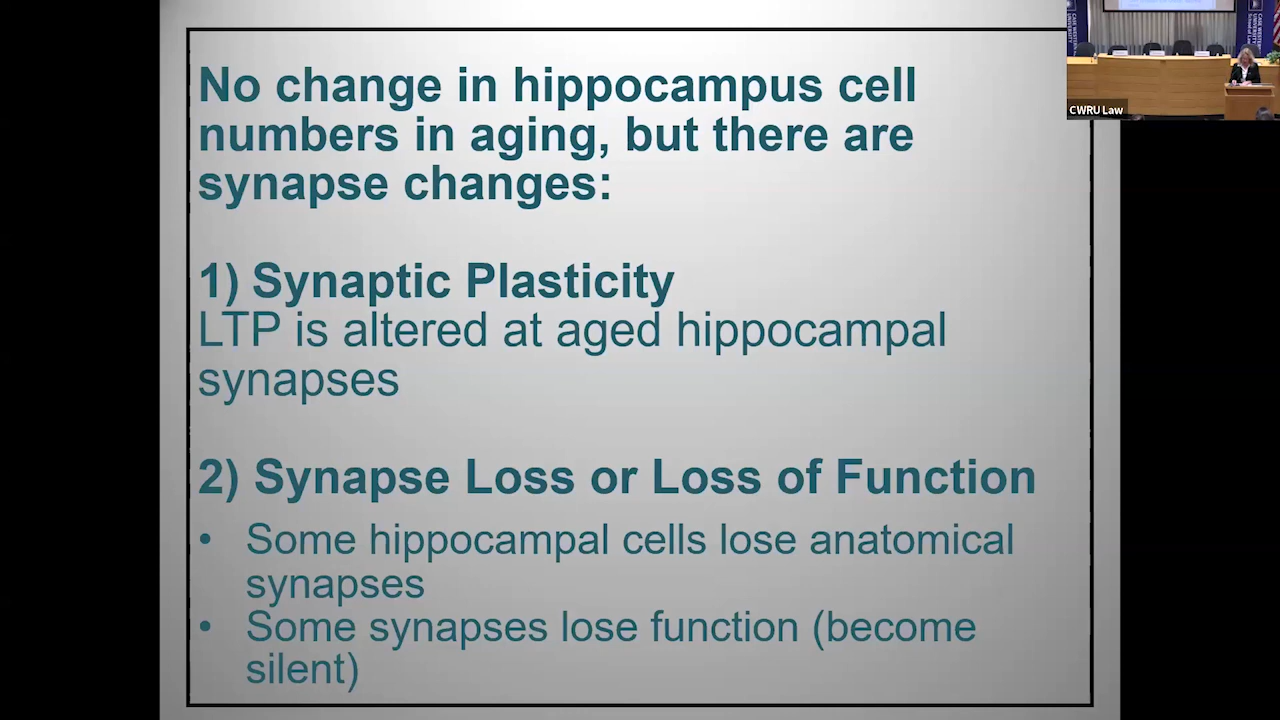 No change in hippocampus cell
numbers in aging, but there are
synapse changes:
1) Synaptic Plasticity
LTP is altered at aged hippocampal
synapses
2) Synapse Loss or Loss of Function
• Some hippocampal cells lose anatomical
synapses
• Some synapses lose function (become
silent)
CWRU Law